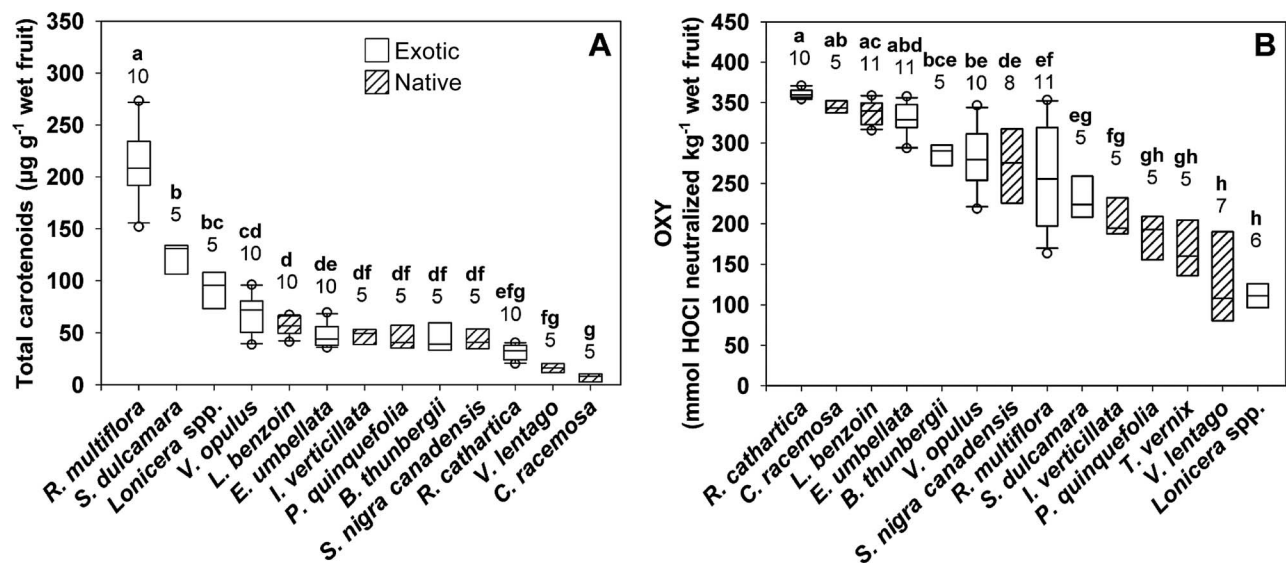 A
Total carotenoids (µg g⁻¹ wet fruit)
350
300
250
200
150
100
50
0
Exotic
Native
a
10
b
5
bc
5
cd
10
d
10
de
10
df
5
df
5
df
5
df
5
efg
10
fg
5
g
5
R. multiflora
S. dulcamara
Lonicera spp.
V. opulus
L. benzoin
E. umbellata
I. verticillata
P. quinquefolia
B. thunbergii
S. nigra canadensis
R. cathartica
V. lentago
C. racemosa
B
OXY
(mmol HOCl neutralized kg⁻¹ wet fruit)
450
400
350
300
250
200
150
100
50
0
a
10
ab
5
ac
11
abd
11
bce
5
be
10
de
8
ef
11
eg
5
fg
5
gh
5
gh
5
h
7
h
6
R. cathartica
C. racemosa
L. benzoin
E. umbellata
B. thunbergii
V. opulus
S. nigra canadensis
R. multiflora
S. dulcamara
I. verticillata
P. quinquefolia
T. vernix
V. lentago
Lonicera spp.